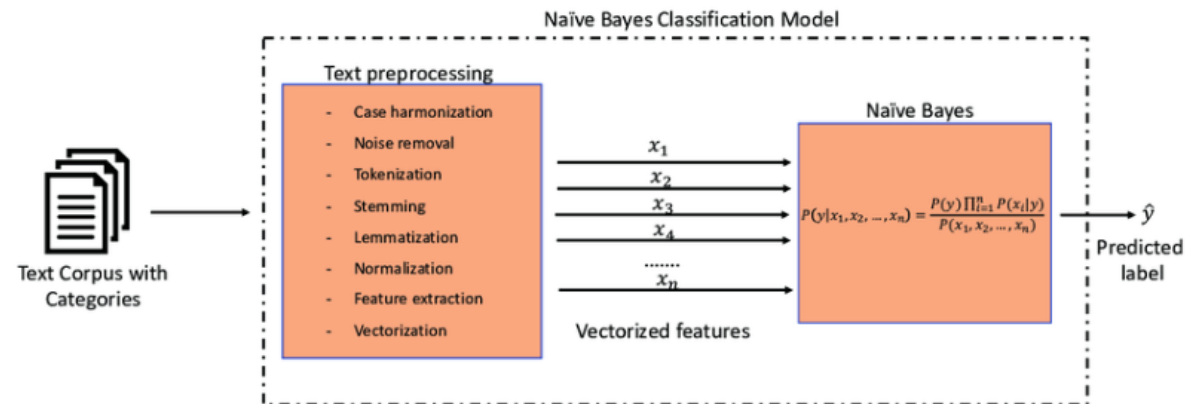 Naïve Bayes Classification Model
Text preprocessing
- Case harmonization
- Noise removal
- Tokenization
- Stemming
- Lemmatization
- Normalization
- Feature extraction
- Vectorization
Text Corpus with
Categories
x₁
x₂
x₃
x₄
.......
xₙ
Vectorized features
Naïve Bayes
P(y|x₁,x₂, …,xₙ) = P(y) ∏ⁿᵢ₌₁ P(xᵢ|y) / P(x₁,x₂, …, xₙ)
ŷ
Predicted
label